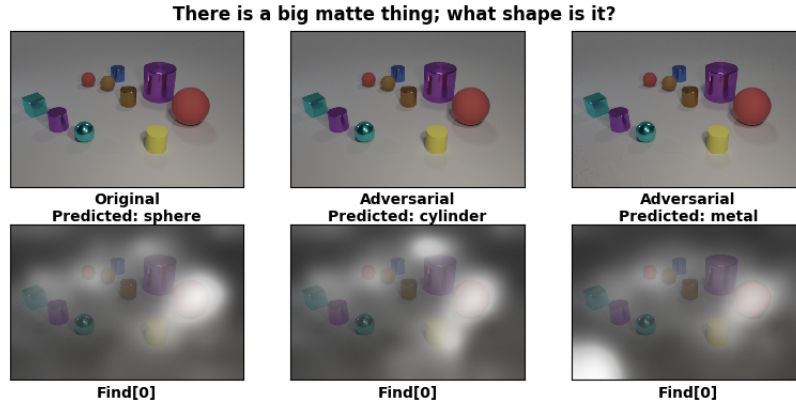 There is a big matte thing; what shape is it?
Original
Predicted: sphere
Adversarial
Predicted: cylinder
Adversarial
Predicted: metal
Find[0]
Find[0]
Find[0]